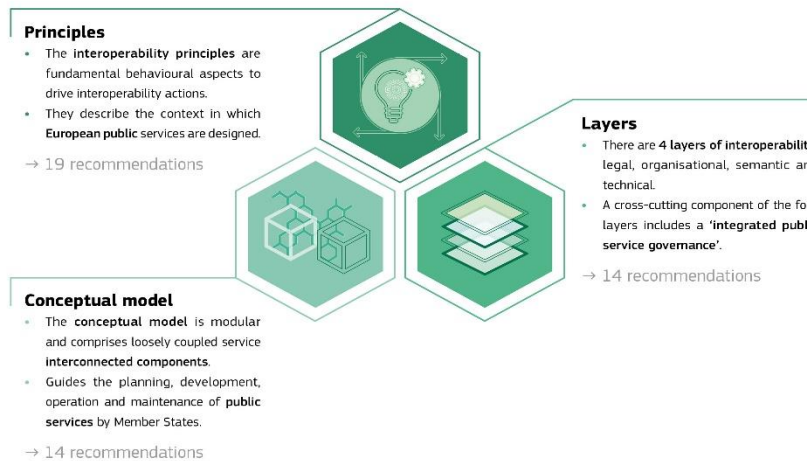 Principles
• The interoperability principles are
fundamental behavioural aspects to
drive interoperability actions.
• They describe the context in which
European public services are designed.
→ 19 recommendations
Layers
• There are 4 layers of interoperabilit
legal, organisational, semantic an
technical.
• A cross-cutting component of the fo
layers includes a ‘integrated publ
service governance’.
→ 14 recommendations
Conceptual model
• The conceptual model is modular
and comprises loosely coupled service
interconnected components.
• Guides the planning, development,
operation and maintenance of public
services by Member States.
→ 14 recommendations